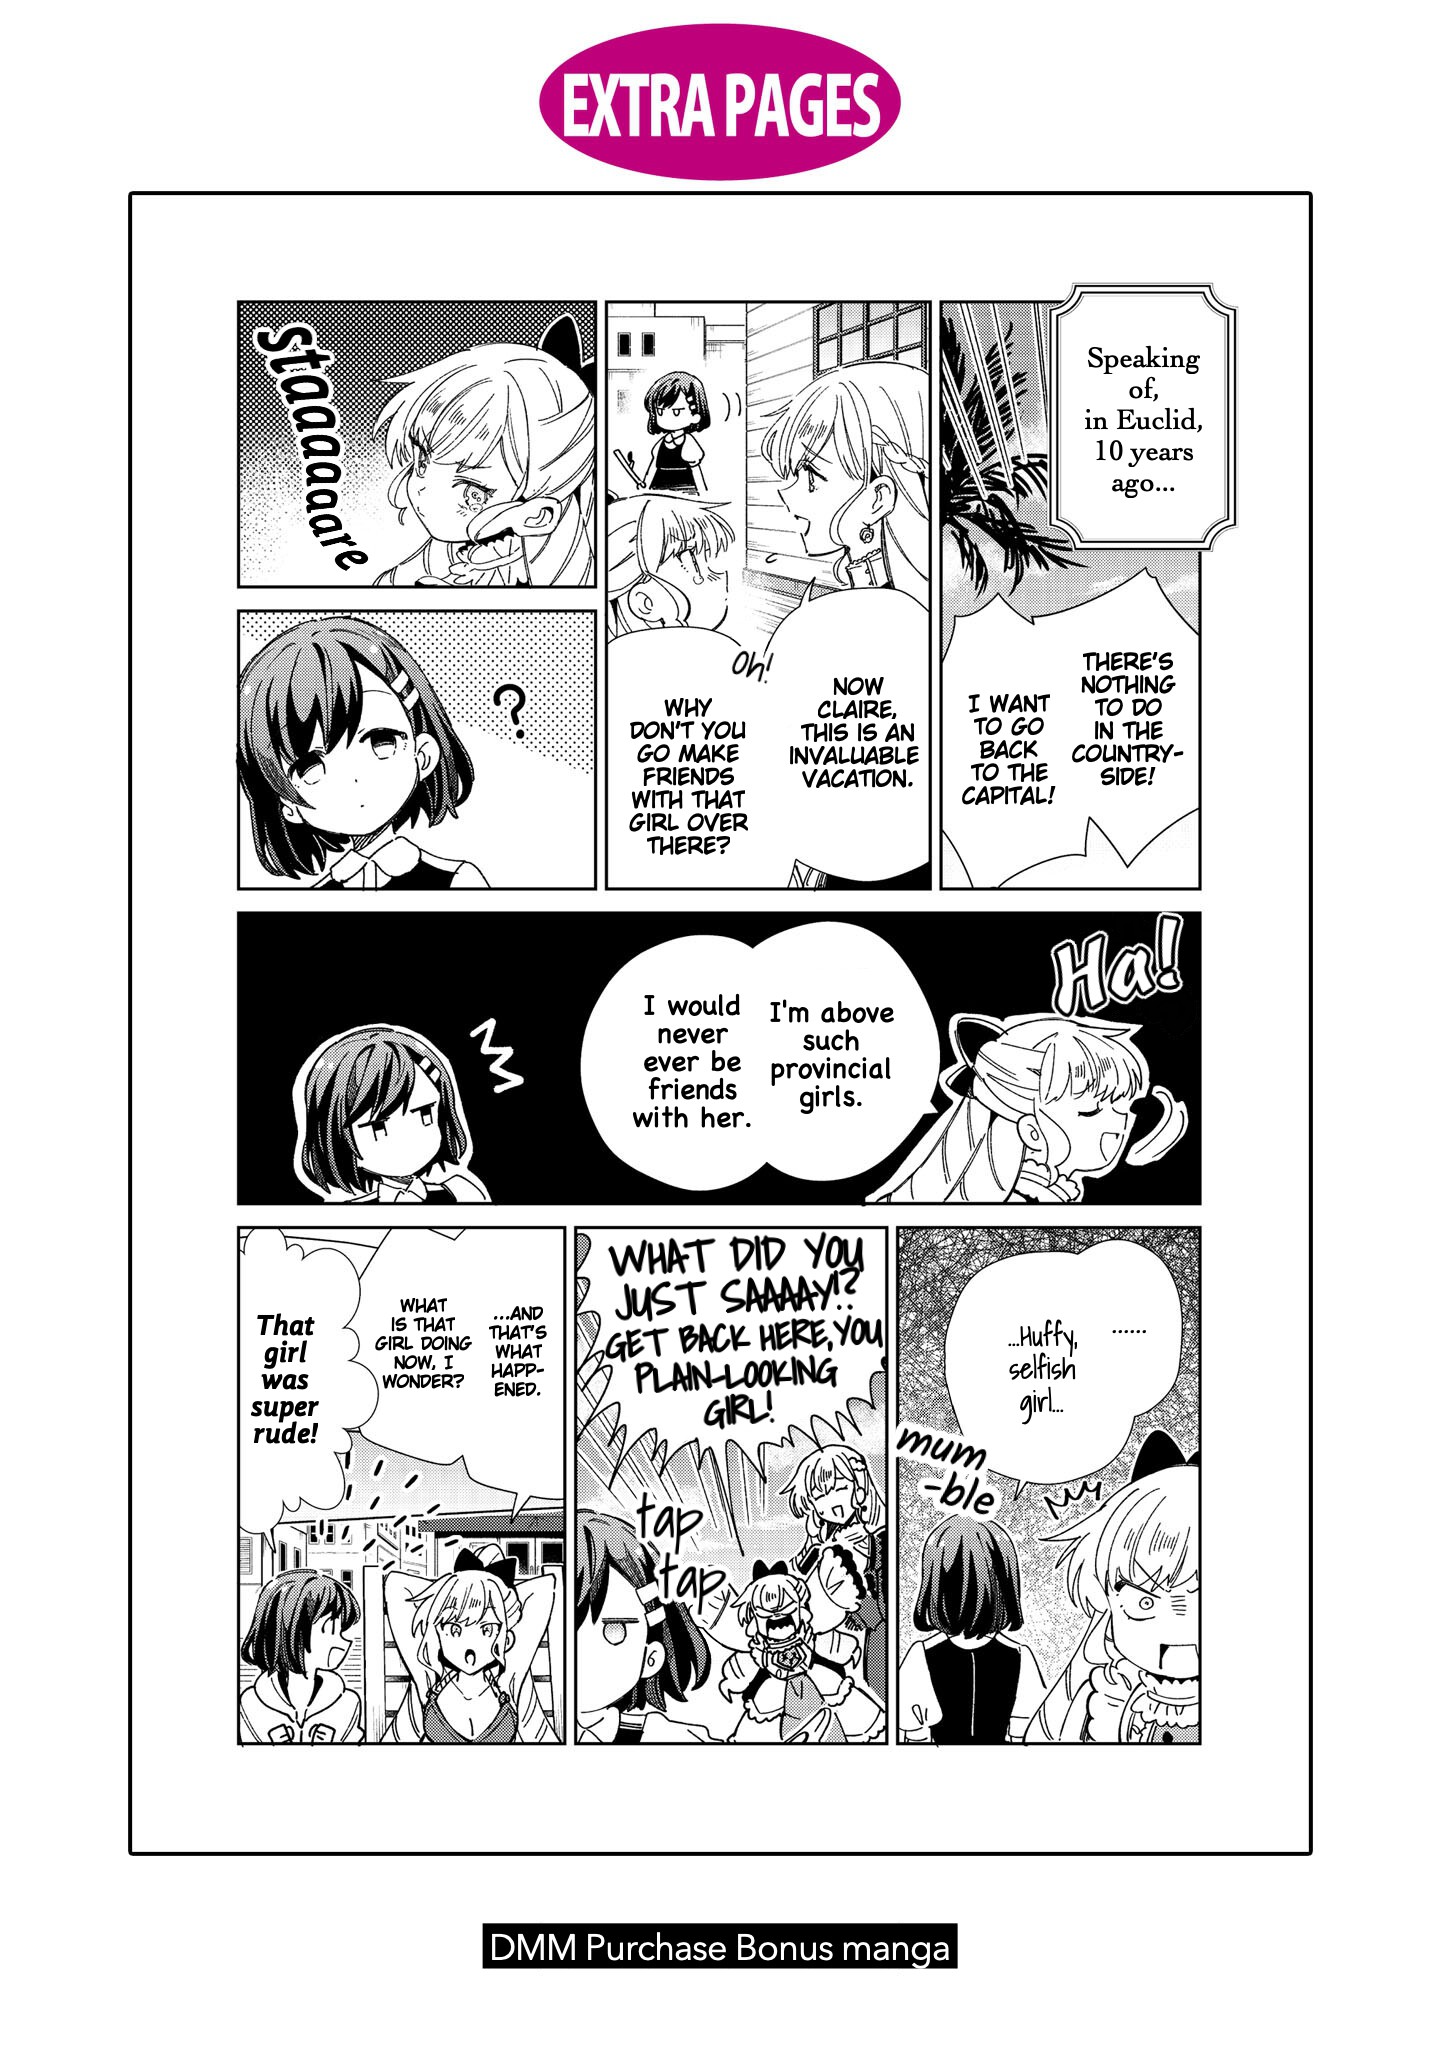 EXTRA PAGES
Speaking
of,
in Euclid,
10 years
ago...
THERE'S
NOTHING
TO DO
IN THE
COUNTRY-
SIDE!
I WANT
TO GO
BACK
TO THE
CAPITAL!
NOW
CLAIRE,
THIS IS AN
INVALUABLE
VACATION.
Oh!
WHY
DON'T YOU
GO MAKE
FRIENDS
WITH THAT
GIRL OVER
THERE?
staaaaaare
?
Ha!
I'm above
such
provincial
girls.
I would
never
ever be
friends
with her.
......
...Huffy,
selfish
girl...
mum
-ble
WHAT DID YOU
JUST SAAAAY!?
GET BACK HERE, YOU
PLAIN-LOOKING
GIRL!
tap
tap
...AND
THAT'S
WHAT
HAPP-
ENED.
WHAT
IS THAT
GIRL DOING
NOW, I
WONDER?
That
girl
was
super
rude!
DMM Purchase Bonus manga